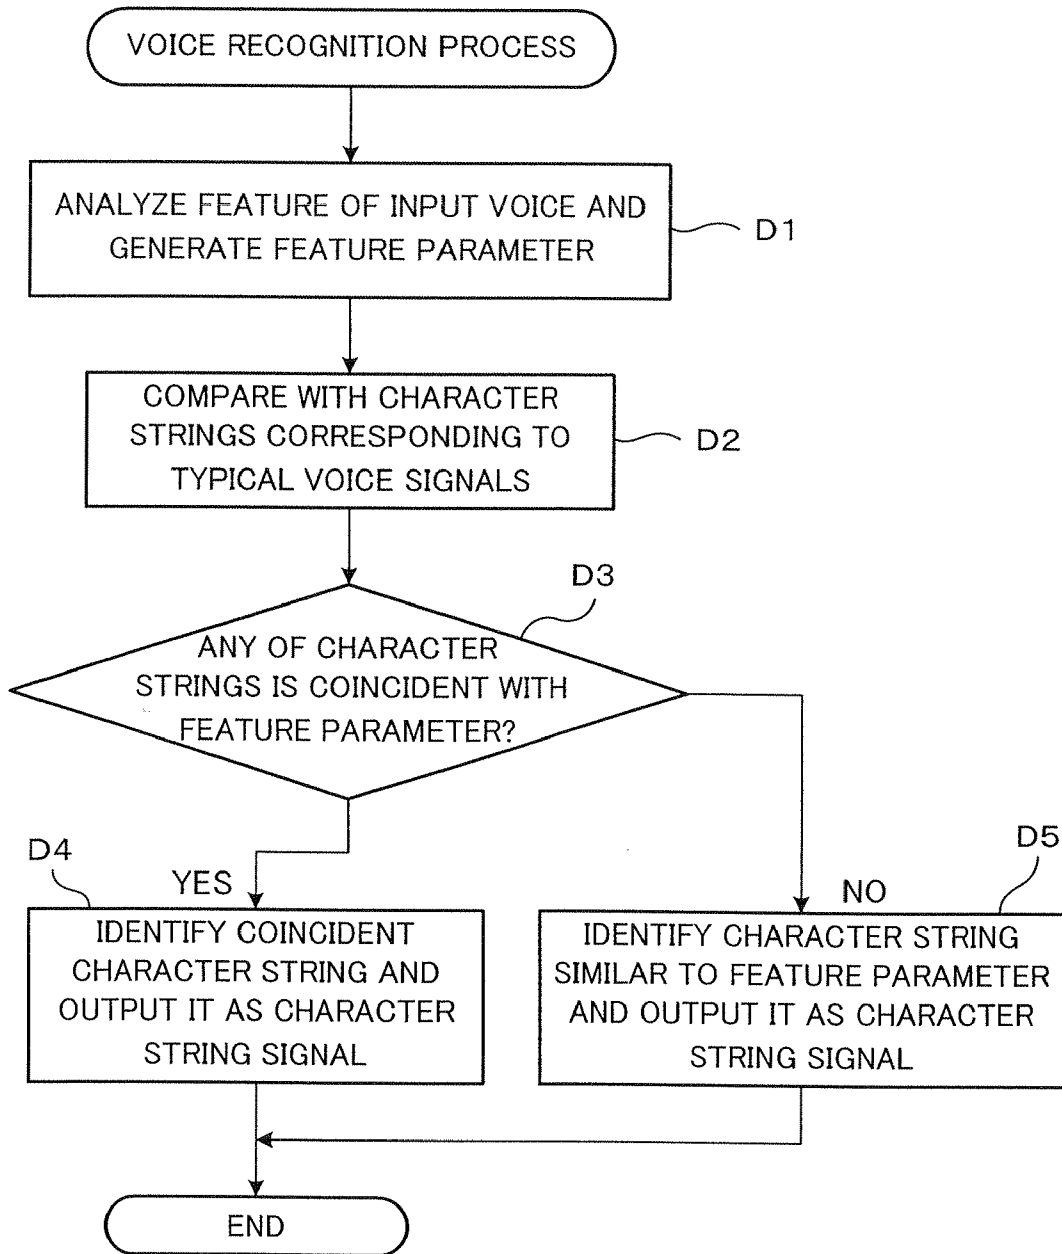 VOICE RECOGNITION PROCESS
ANALYZE FEATURE OF INPUT VOICE AND
GENERATE FEATURE PARAMETER
D1
COMPARE WITH CHARACTER
STRINGS CORRESPONDING TO
TYPICAL VOICE SIGNALS
D2
D3
ANY OF CHARACTER
STRINGS IS COINCIDENT WITH
FEATURE PARAMETER?
D4
YES
IDENTIFY COINCIDENT
CHARACTER STRING AND
OUTPUT IT AS CHARACTER
STRING SIGNAL
D5
NO
IDENTIFY CHARACTER STRING
SIMILAR TO FEATURE PARAMETER
AND OUTPUT IT AS CHARACTER
STRING SIGNAL
END